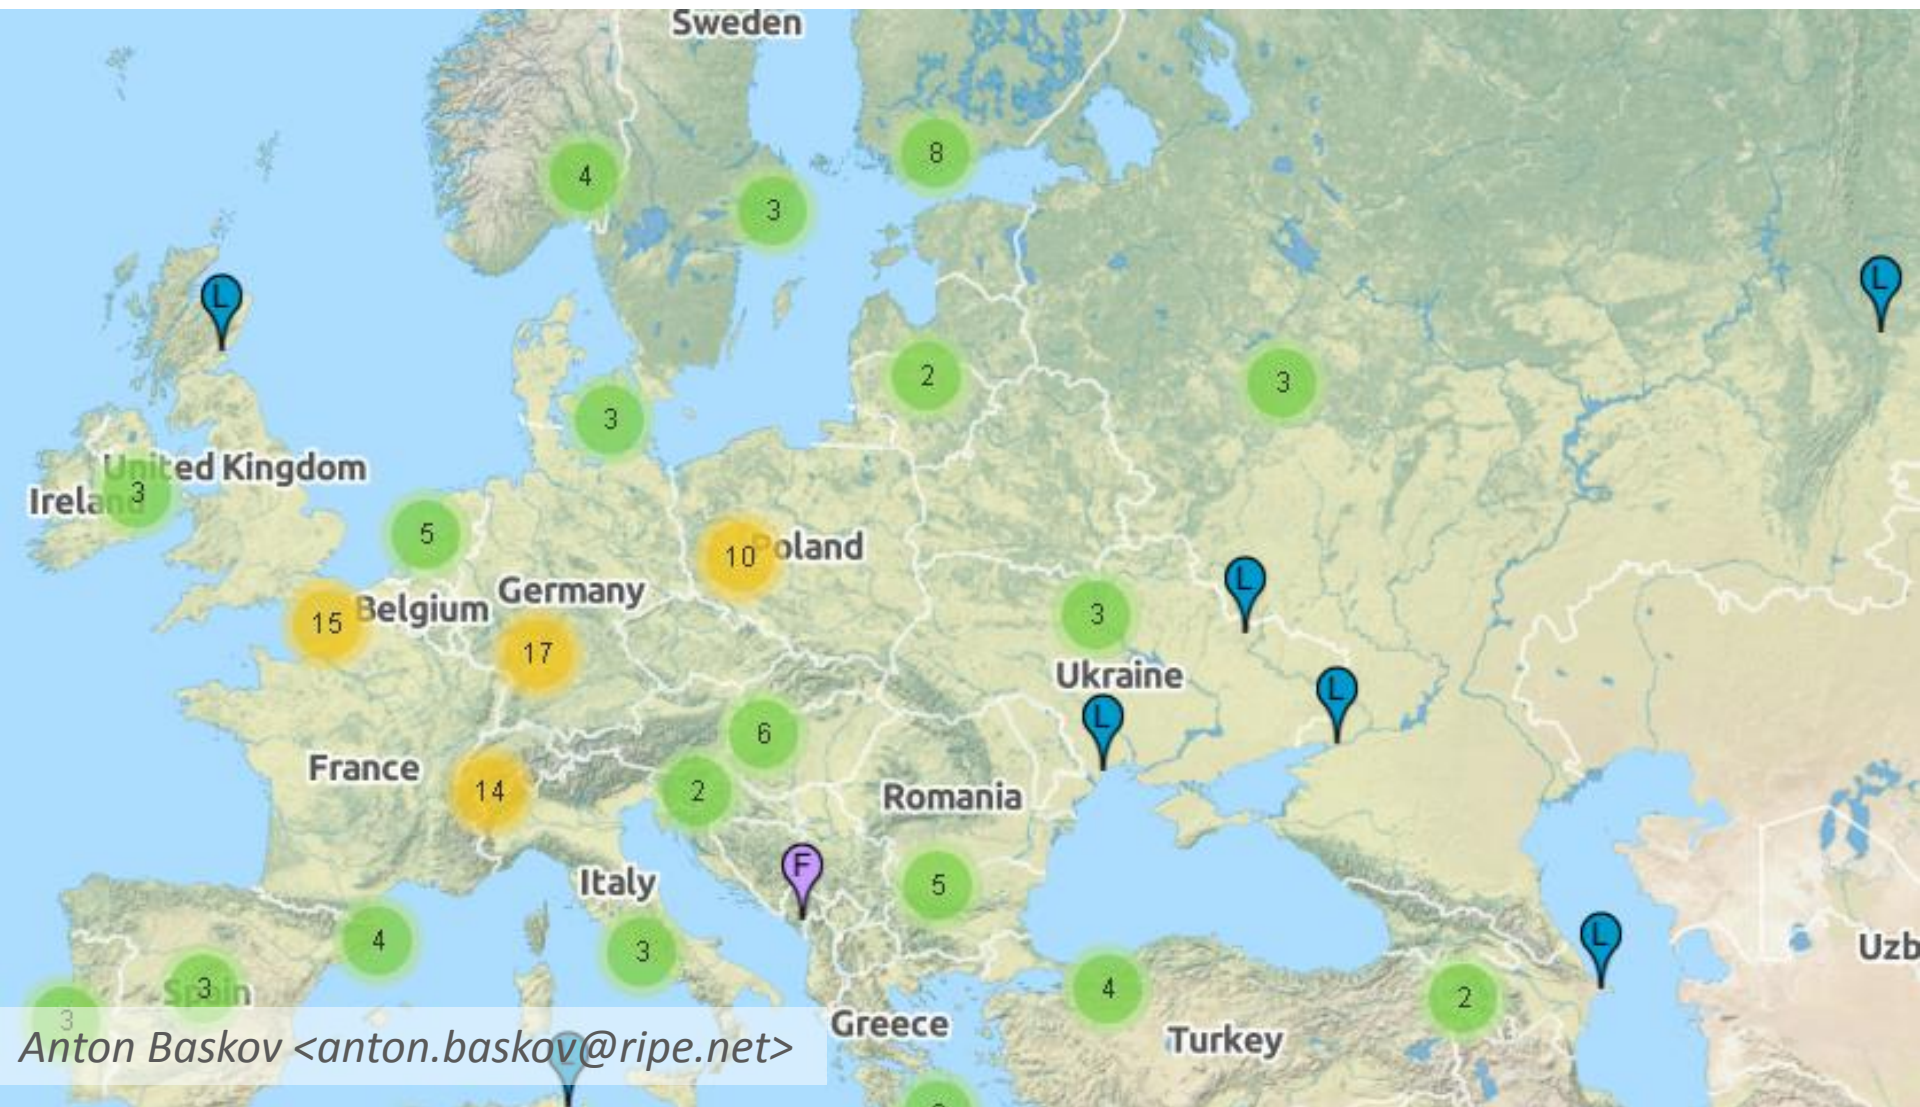 Sweden
8
4
3
L
L
2
3
3
United Kingdom
Ireland
3
5
10
Poland
Germany
L
Belgium
15
3
17
Ukraine
L
L
6
France
14
2
Romania
F
Italy
5
4
L
3
Uzb
3
Spain
4
2
3
Greece
Turkey
Anton Baskov <anton.baskov@ripe.net>
L